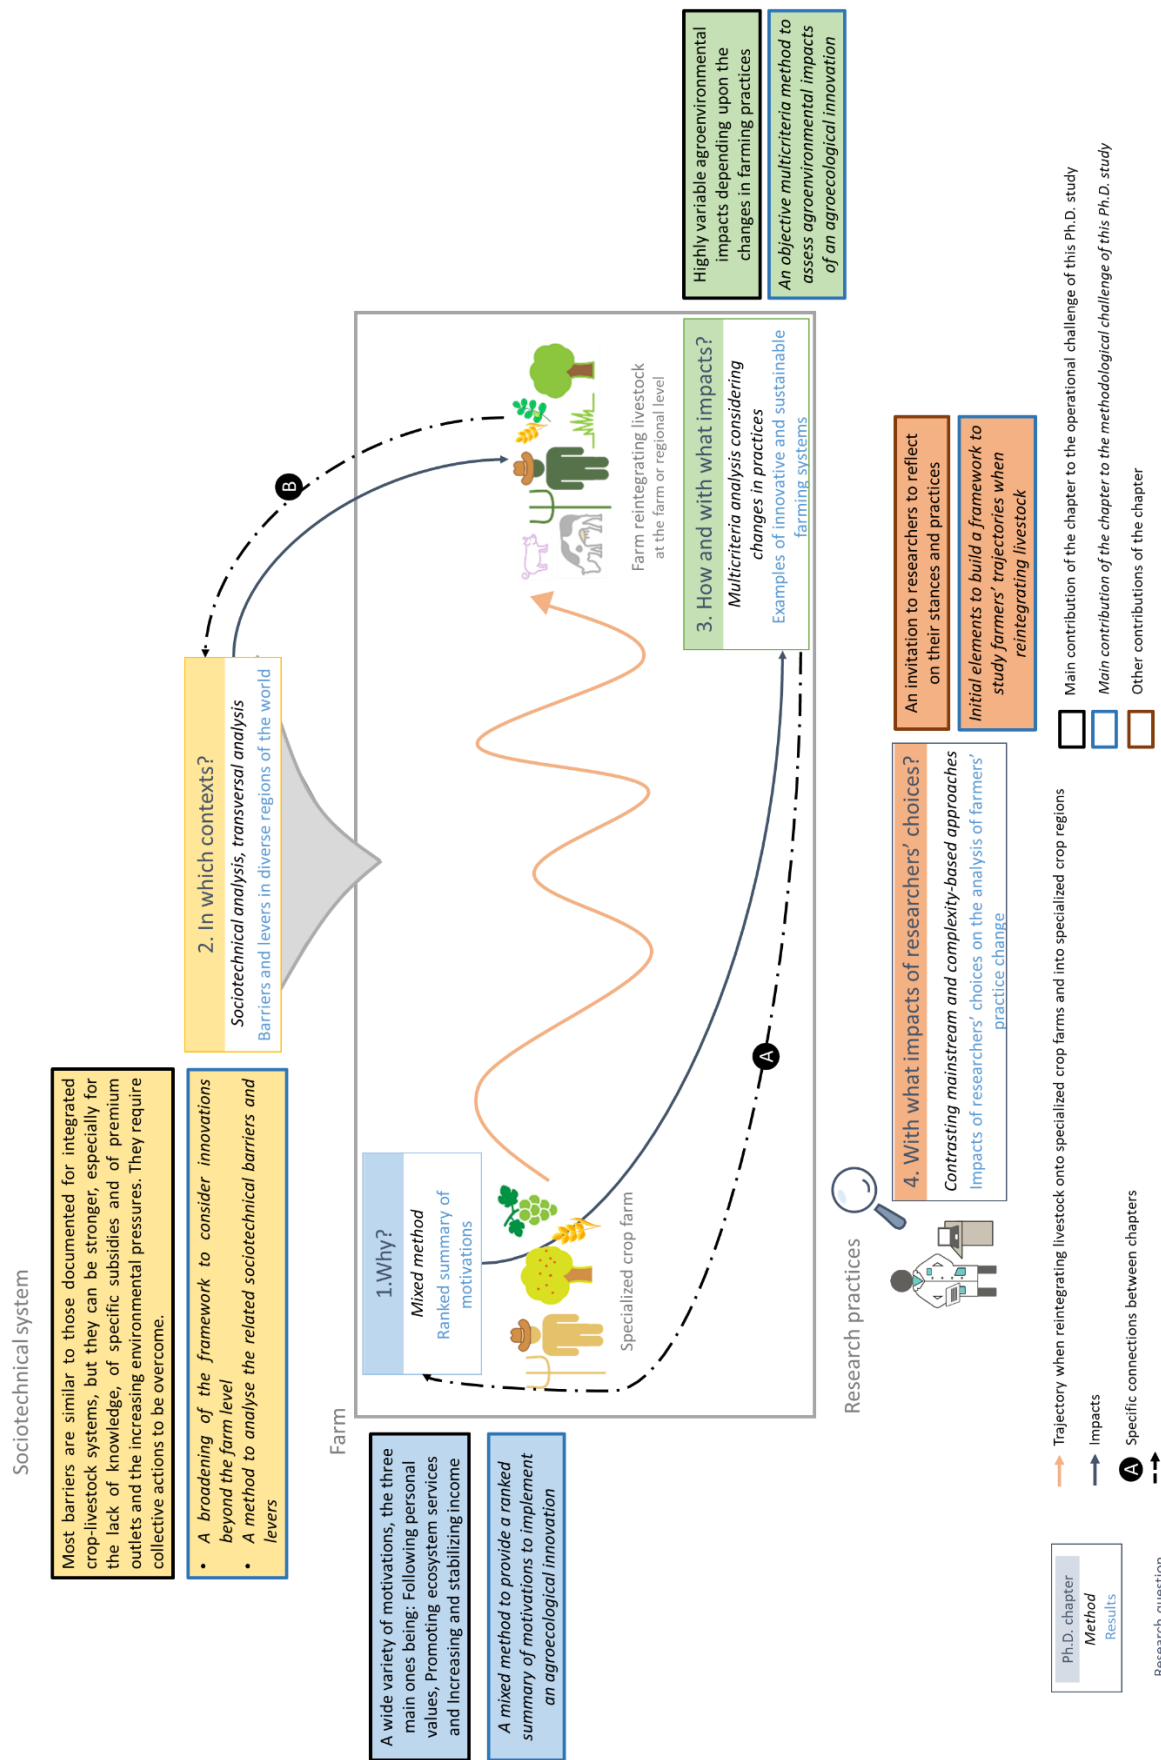 Sociotechnical system
Most barriers are similar to those documented for integrated
crop-livestock systems, but they can be stronger, especially for
the lack of knowledge, of specific subsidies and of premium
outlets and the increasing environmental pressures. They require
collective actions to be overcome.
• A broadening of the framework to consider innovations
beyond the farm level
• A method to analyse the related sociotechnical barriers and
levers
2. In which contexts?
Sociotechnical analysis, transversal analysis
Barriers and levers in diverse regions of the world
B
Farm
A wide variety of motivations, the three
main ones being: Following personal
values, Promoting ecosystem services
and Increasing and stabilizing income
A mixed method to provide a ranked
summary of motivations to implement
an agroecological innovation
1.Why?
Mixed method
Ranked summary of
motivations
Specialized crop farm
Farm reintegrating livestock
at the farm or regional level
3. How and with what impacts?
Multicriteria analysis considering
changes in practices
Examples of innovative and sustainable
farming systems
Highly variable agroenvironmental
impacts depending upon the
changes in farming practices
An objective multicriteria method to
assess agroenvironmental impacts
of an agroecological innovation
A
Research practices
4. With what impacts of researchers' choices?
Contrasting mainstream and complexity-based approaches
Impacts of researchers' choices on the analysis of farmers'
practice change
An invitation to researchers to reflect
on their stances and practices
Initial elements to build a framework to
study farmers' trajectories when
reintegrating livestock
Ph.D. chapter
Method
Results
Research question
Trajectory when reintegrating livestock onto specialized crop farms and into specialized crop regions
Impacts
A Specific connections between chapters
Main contribution of the chapter to the operational challenge of this Ph.D. study
Main contribution of the chapter to the methodological challenge of this Ph.D. study
Other contributions of the chapter